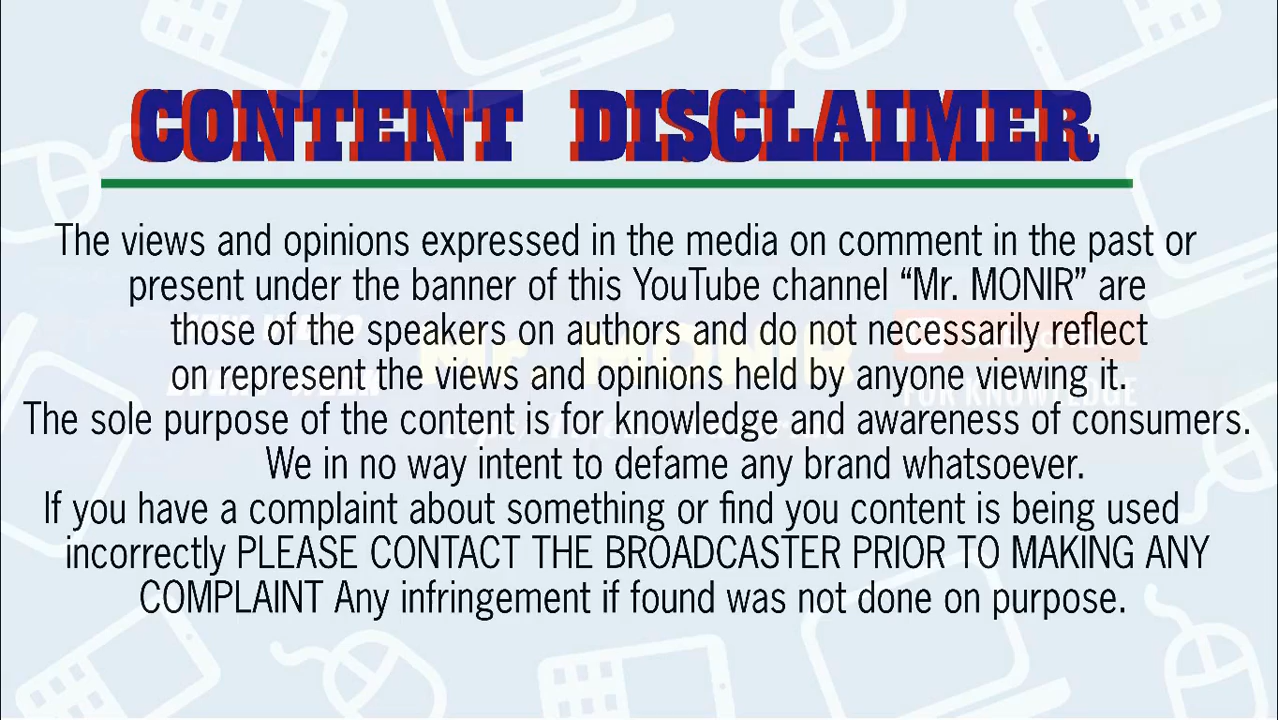 CONTENT DISCLAIMER
The views and opinions expressed in the media on comment in the past or
present under the banner of this YouTube channel “Mr. MONIR” are
those of the speakers on authors and do not necessarily reflect
on represent the views and opinions held by anyone viewing it.
The sole purpose of the content is for knowledge and awareness of consumers.
We in no way intent to defame any brand whatsoever.
If you have a complaint about something or find you content is being used
incorrectly PLEASE CONTACT THE BROADCASTER PRIOR TO MAKING ANY
COMPLAINT Any infringement if found was not done on purpose.
Mr. MONIR
FOR KNOWLEDGE